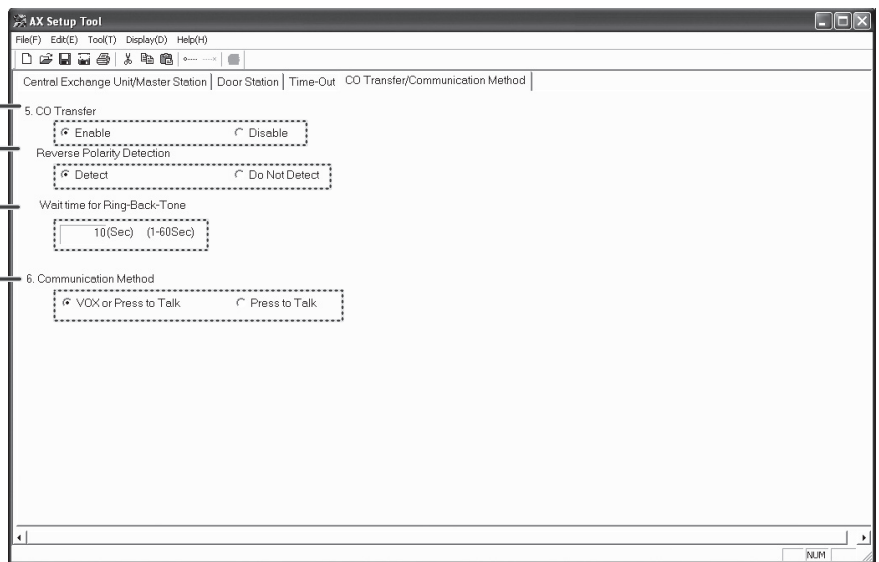 AX Setup Tool
File(F) Edit(E) Tool(T) Display(D) Help(H)
Central Exchange Unit/Master Station Door Station Time-Out CO Transfer/Communication Method
5. CO Transfer
Enable Disable
Reverse Polarity Detection
Detect Do Not Detect
Wait time for Ring-Back-Tone
10(Sec) (1-60Sec)
6. Communication Method
VOX or Press to Talk Press to Talk
NUM